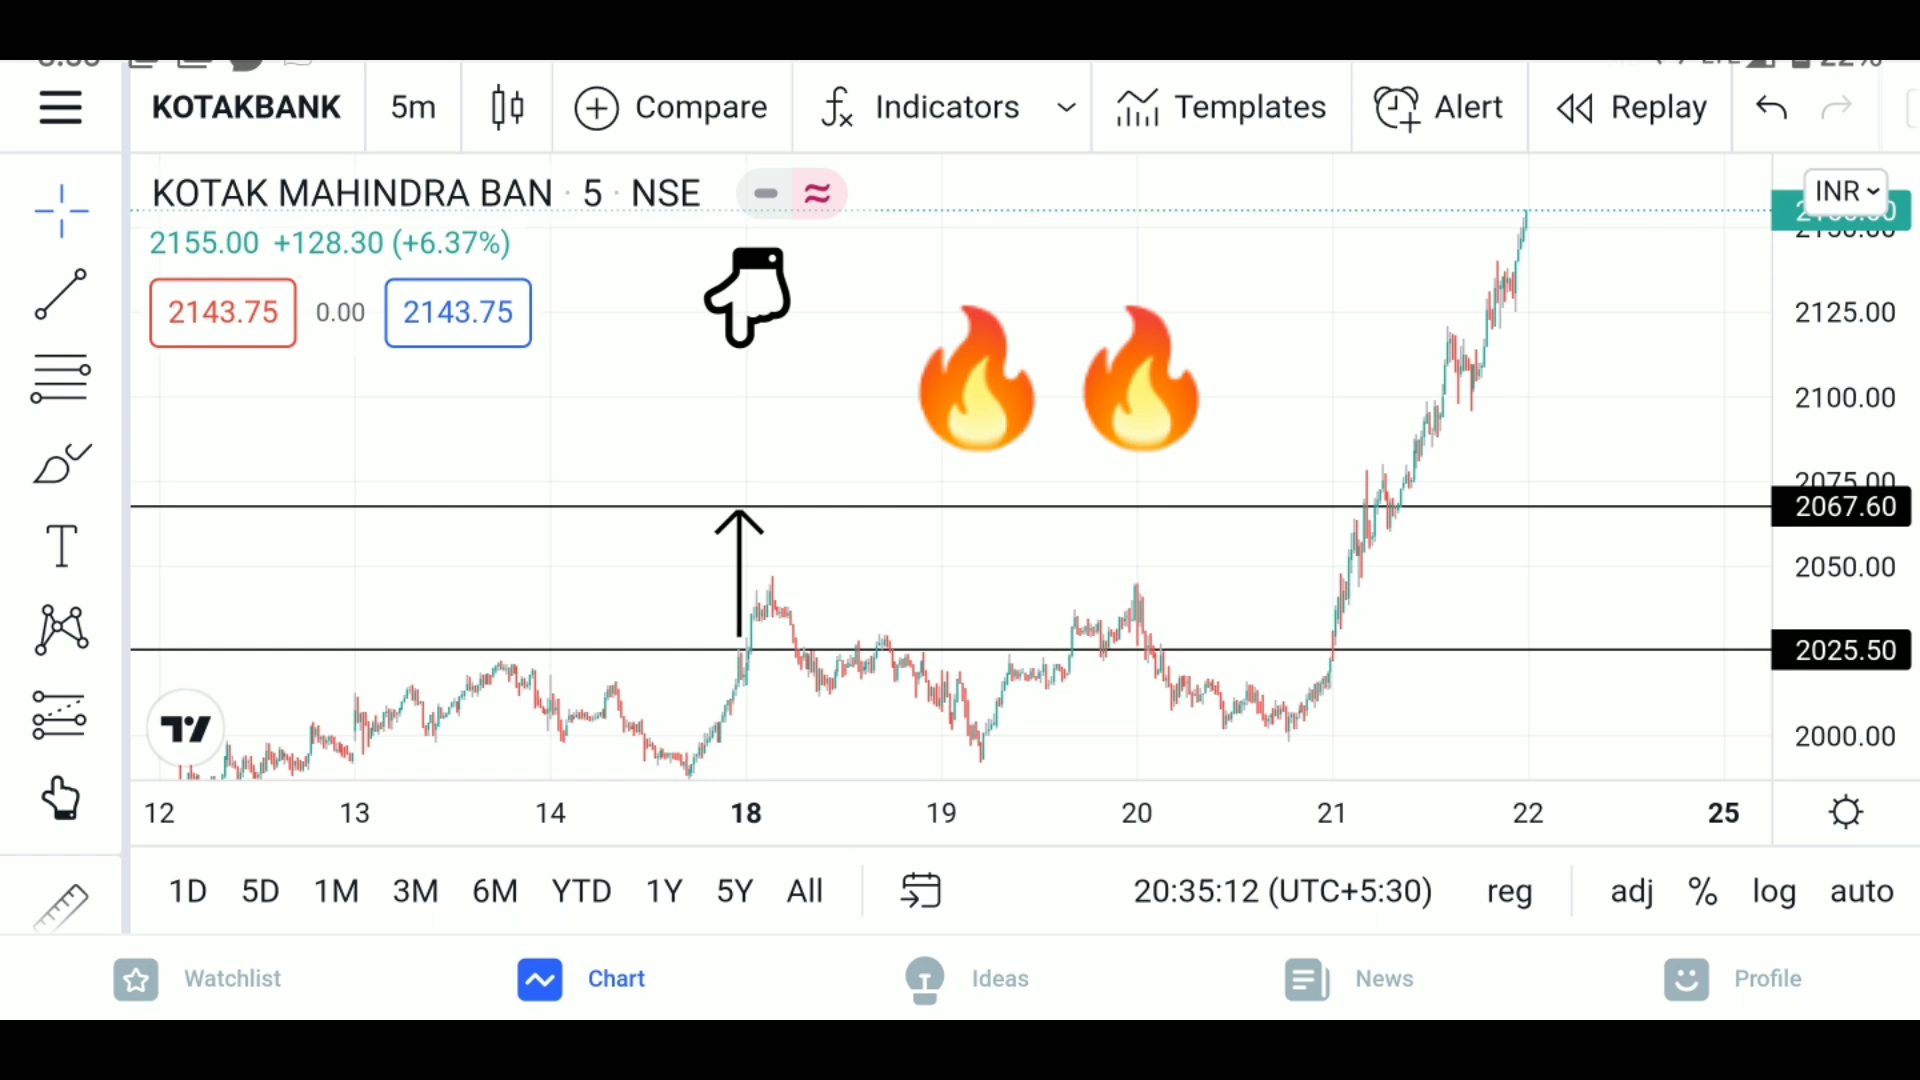 KOTAKBANK 5m Compare Indicators Templates Alert Replay
KOTAK MAHINDRA BAN · 5 · NSE
INR
2155.00 +128.30 (+6.37%)
2143.75 0.00 2143.75
2125.00
2100.00
2075.00
2067.60
2050.00
2025.50
2000.00
12 13 14 18 19 20 21 22 25
1D 5D 1M 3M 6M YTD 1Y 5Y All 20:35:12 (UTC+5:30) reg adj % log auto
Watchlist Chart Ideas News Profile